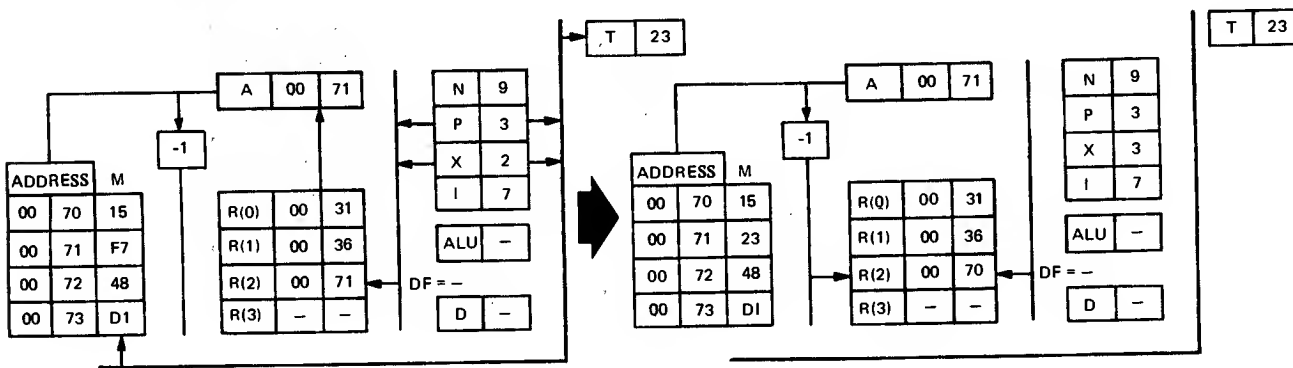 T 23
A 00 71
-1
ADDRESS M
00 70 15
00 71 F7
00 72 48
00 73 D1
R(0) 00 31
R(1) 00 36
R(2) 00 71
R(3) – –
N 9
P 3
X 2
I 7
ALU –
DF = –
D –
T 23
A 00 71
-1
ADDRESS M
00 70 15
00 71 23
00 72 48
00 73 DI
R(0) 00 31
R(1) 00 36
R(2) 00 70
R(3) – –
N 9
P 3
X 3
I 7
ALU –
DF = –
D –